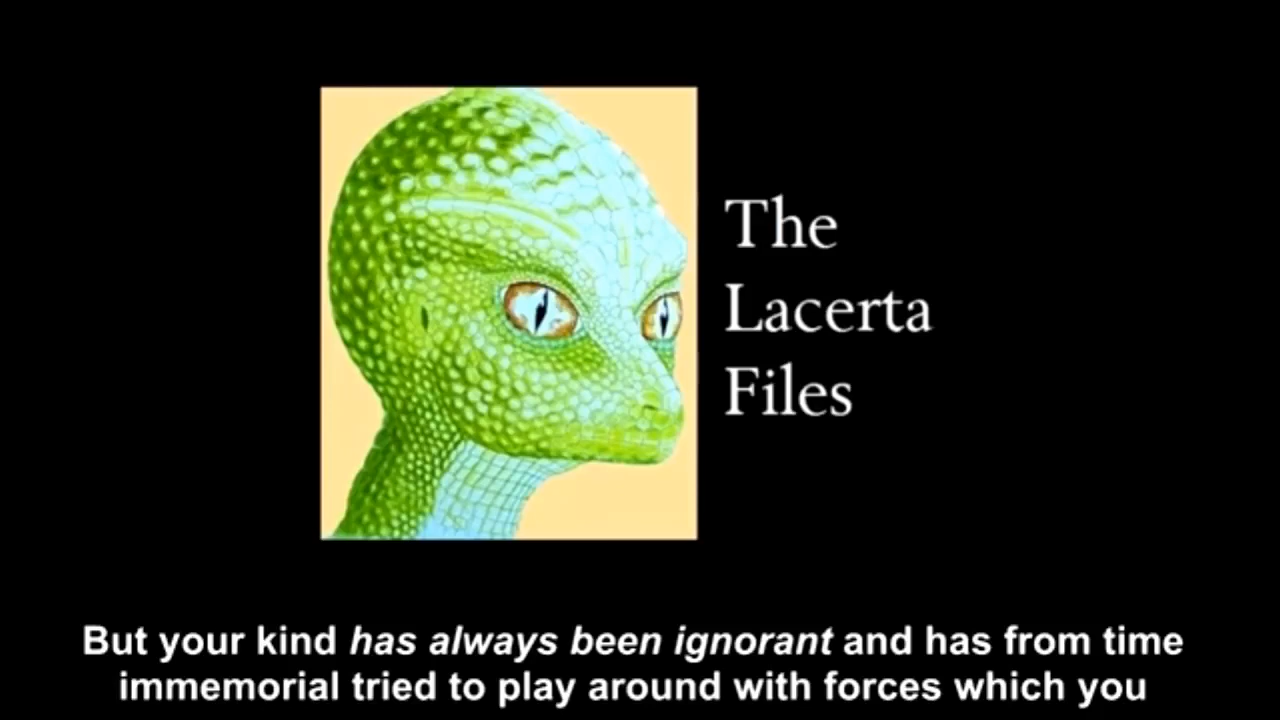 The
Lacerta
Files
But your kind has always been ignorant and has from time
immemorial tried to play around with forces which you